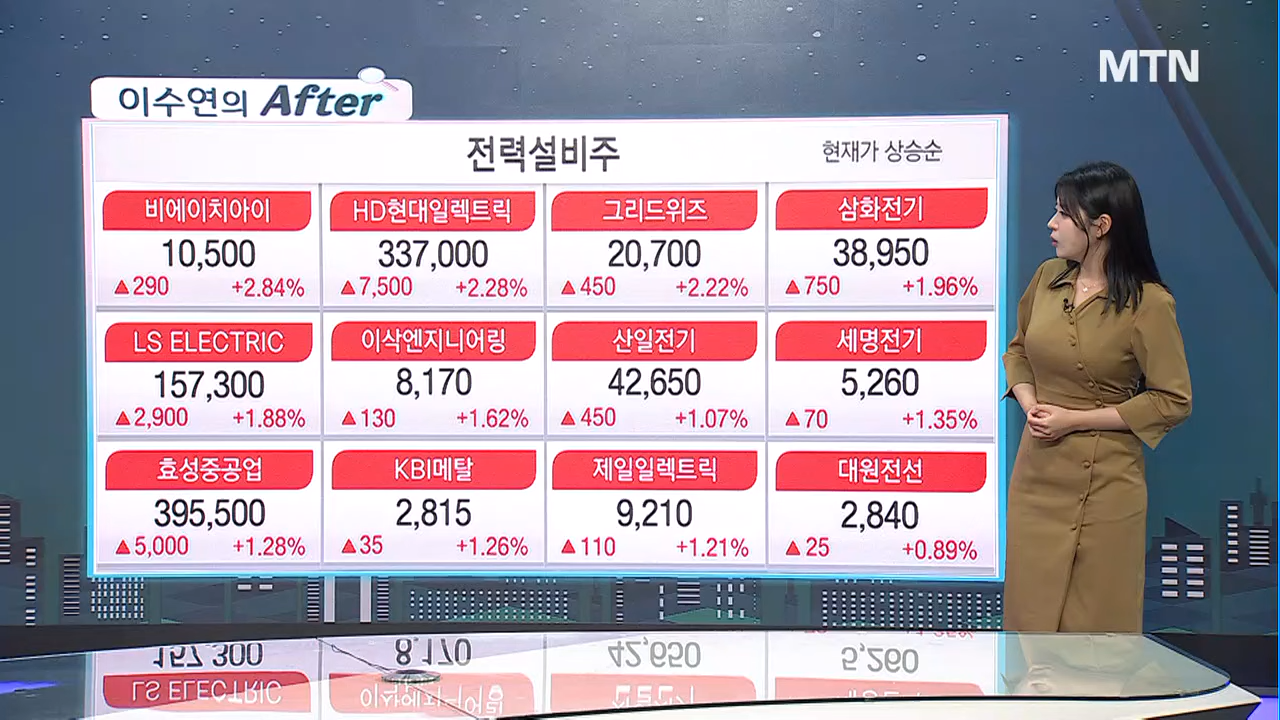 MTN
이수연의 After
전력설비주
현재가 상승순
비에이치아이
10,500
▲290 +2.84%
HD현대일렉트릭
337,000
▲7,500 +2.28%
그리드위즈
20,700
▲450 +2.22%
삼화전기
38,950
▲750 +1.96%
LS ELECTRIC
157,300
▲2,900 +1.88%
이삭엔지니어링
8,170
▲130 +1.62%
산일전기
42,650
▲450 +1.07%
세명전기
5,260
▲70 +1.35%
효성중공업
395,500
▲5,000 +1.28%
KBI메탈
2,815
▲35 +1.26%
제일일렉트릭
9,210
▲110 +1.21%
대원전선
2,840
▲25 +0.89%